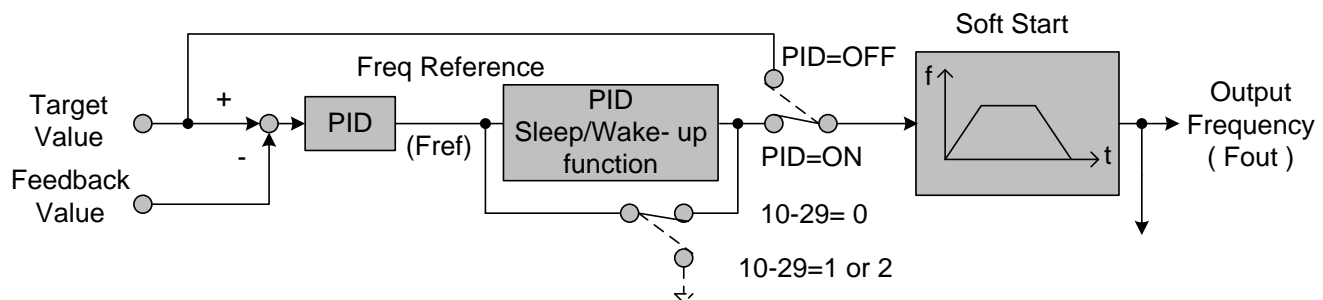 Soft Start
PID=OFF
Freq Reference
f
Target
Value
+
PID
PID
Sleep/Wake- up
function
Output
Frequency
( Fout )
-
(Fref)
PID=ON
t
Feedback
Value
10-29= 0
10-29=1 or 2